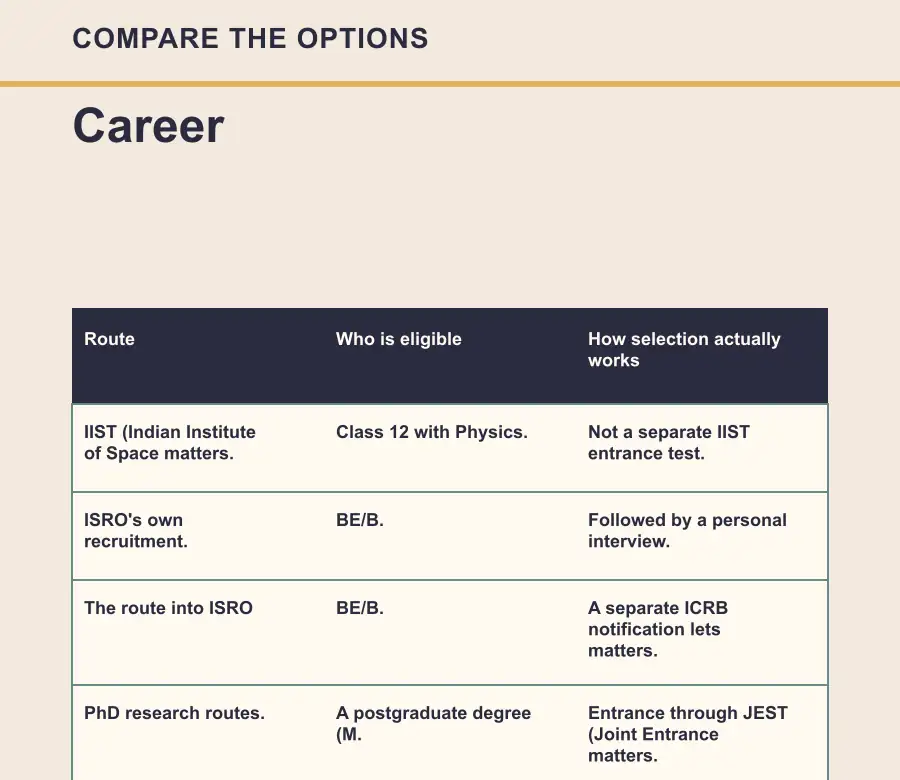 COMPARE THE OPTIONS
Career
Route
Who is eligible
How selection actually
works
IIST (Indian Institute
of Space matters.
Class 12 with Physics.
Not a separate IIST
entrance test.
ISRO's own
recruitment.
BE/B.
Followed by a personal
interview.
The route into ISRO
BE/B.
A separate ICRB
notification lets
matters.
PhD research routes.
A postgraduate degree
(M.
Entrance through JEST
(Joint Entrance
matters.